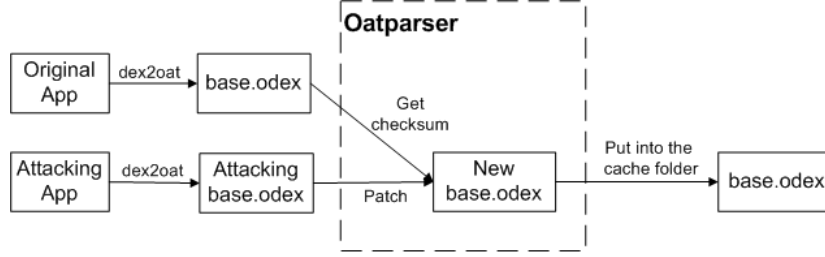 Oatparser
Original
App
dex2oat
base.odex
Get
checksum
Attacking
App
dex2oat
Attacking
base.odex
Patch
New
base.odex
Put into the
cache folder
base.odex